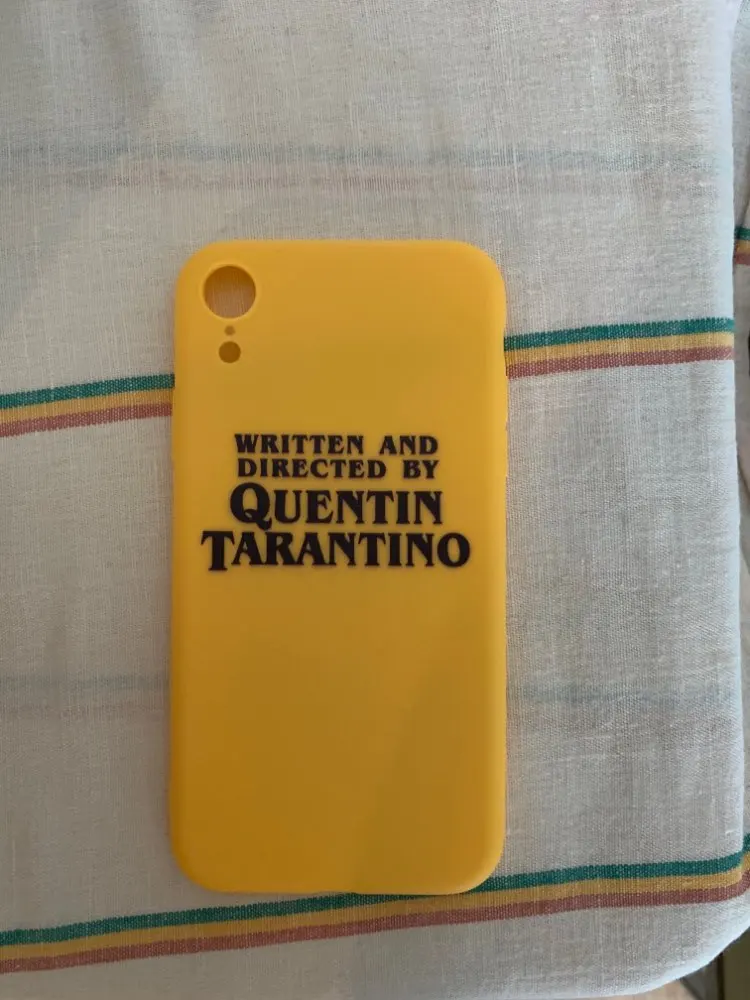 WRITTEN AND
DIRECTED BY
QUENTIN
TARANTINO